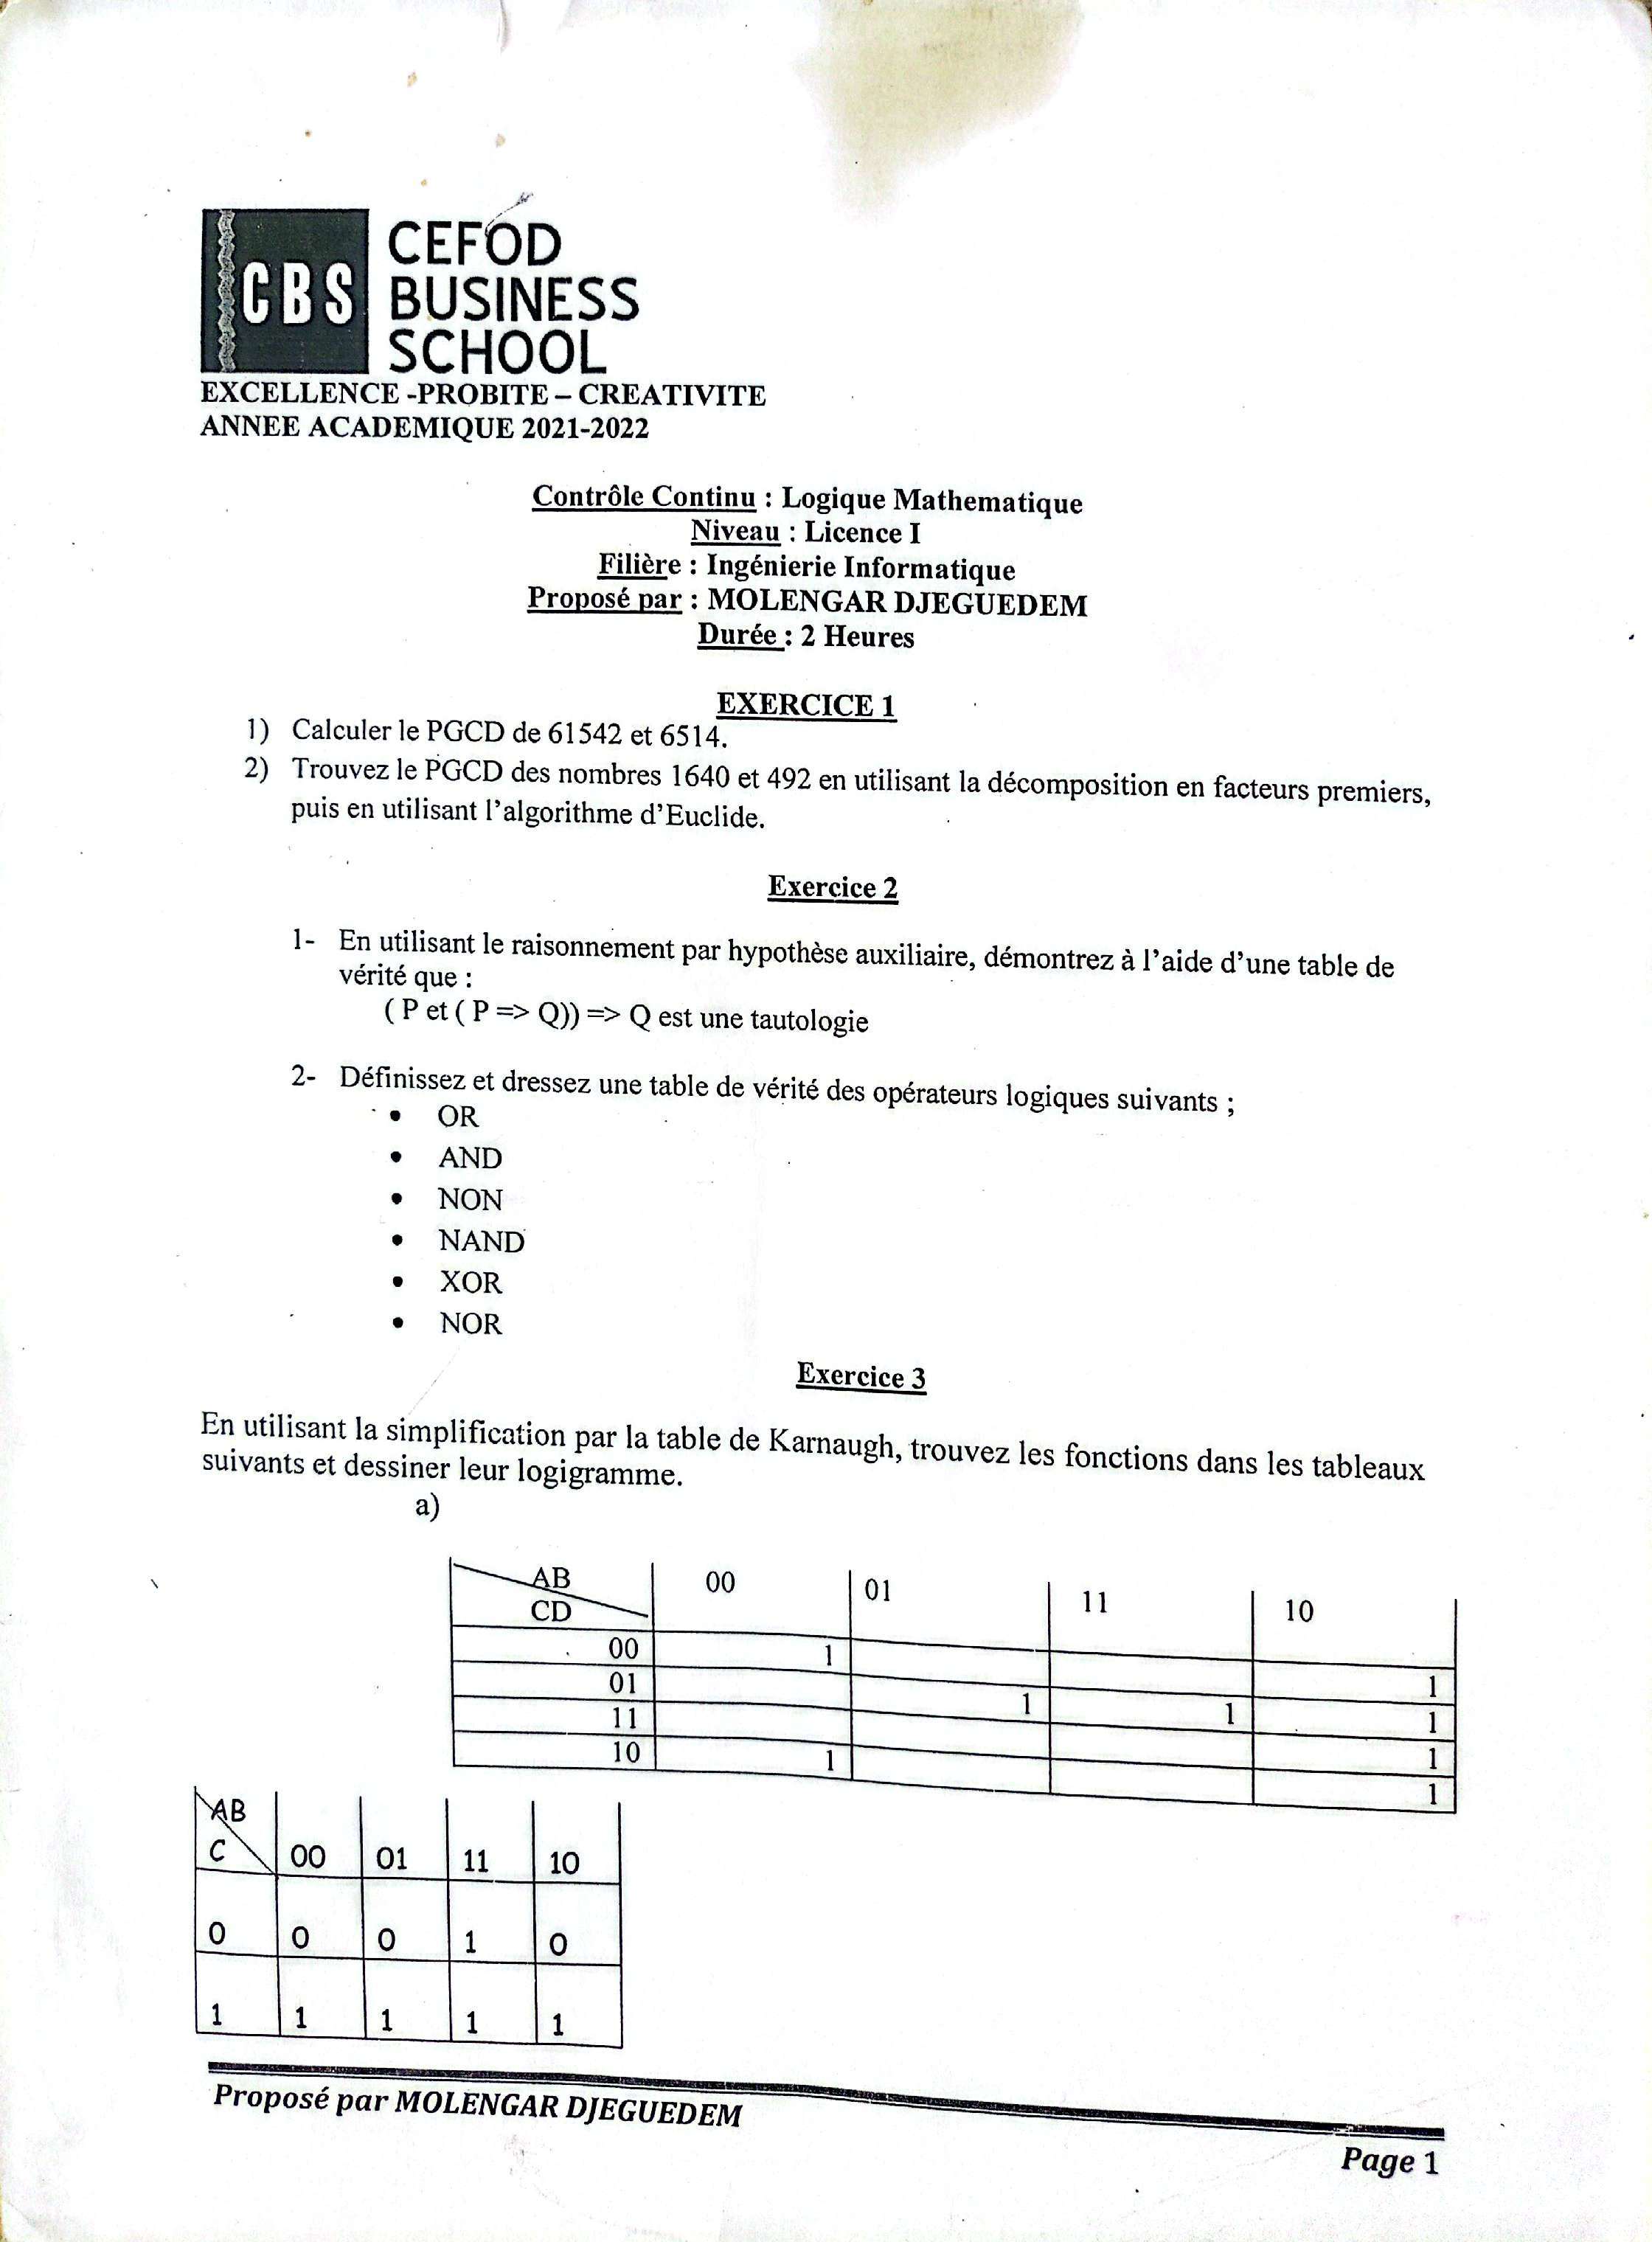 CBS
CEFOD
BUSINESS
SCHOOL
EXCELLENCE -PROBITE – CREATIVITE
ANNEE ACADEMIQUE 2021-2022
Contrôle Continu : Logique Mathematique
Niveau : Licence I
Filière : Ingénierie Informatique
Proposé par : MOLENGAR DJEGUEDEM
Durée : 2 Heures
EXERCICE 1
1) Calculer le PGCD de 61542 et 6514.
2) Trouvez le PGCD des nombres 1640 et 492 en utilisant la décomposition en facteurs premiers,
puis en utilisant l'algorithme d'Euclide.
Exercice 2
1- En utilisant le raisonnement par hypothèse auxiliaire, démontrez à l'aide d'une table de
vérité que :
( P et ( P => Q)) => Q est une tautologie
2- Définissez et dressez une table de vérité des opérateurs logiques suivants ;
• OR
• AND
• NON
• NAND
• XOR
• NOR
Exercice 3
En utilisant la simplification par la table de Karnaugh, trouvez les fonctions dans les tableaux
suivants et dessiner leur logigramme.
a)
AB
CD 00 01 11 10
00 1 1
01 1 1 1
11 1
10 1 1
AB
C 00 01 11 10
0 0 0 1 0
1 1 1 1 1
Proposé par MOLENGAR DJEGUEDEM
Page 1